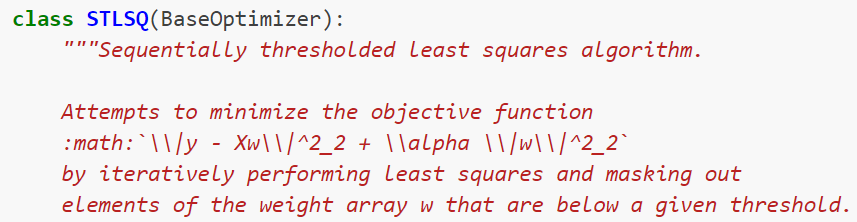 class STLSQ(BaseOptimizer):
"""Sequentially thresholded least squares algorithm.
Attempts to minimize the objective function
:math:`\\|y - Xw\\|^2_2 + \\alpha \\|w\\|^2_2`
by iteratively performing least squares and masking out
elements of the weight array w that are below a given threshold.